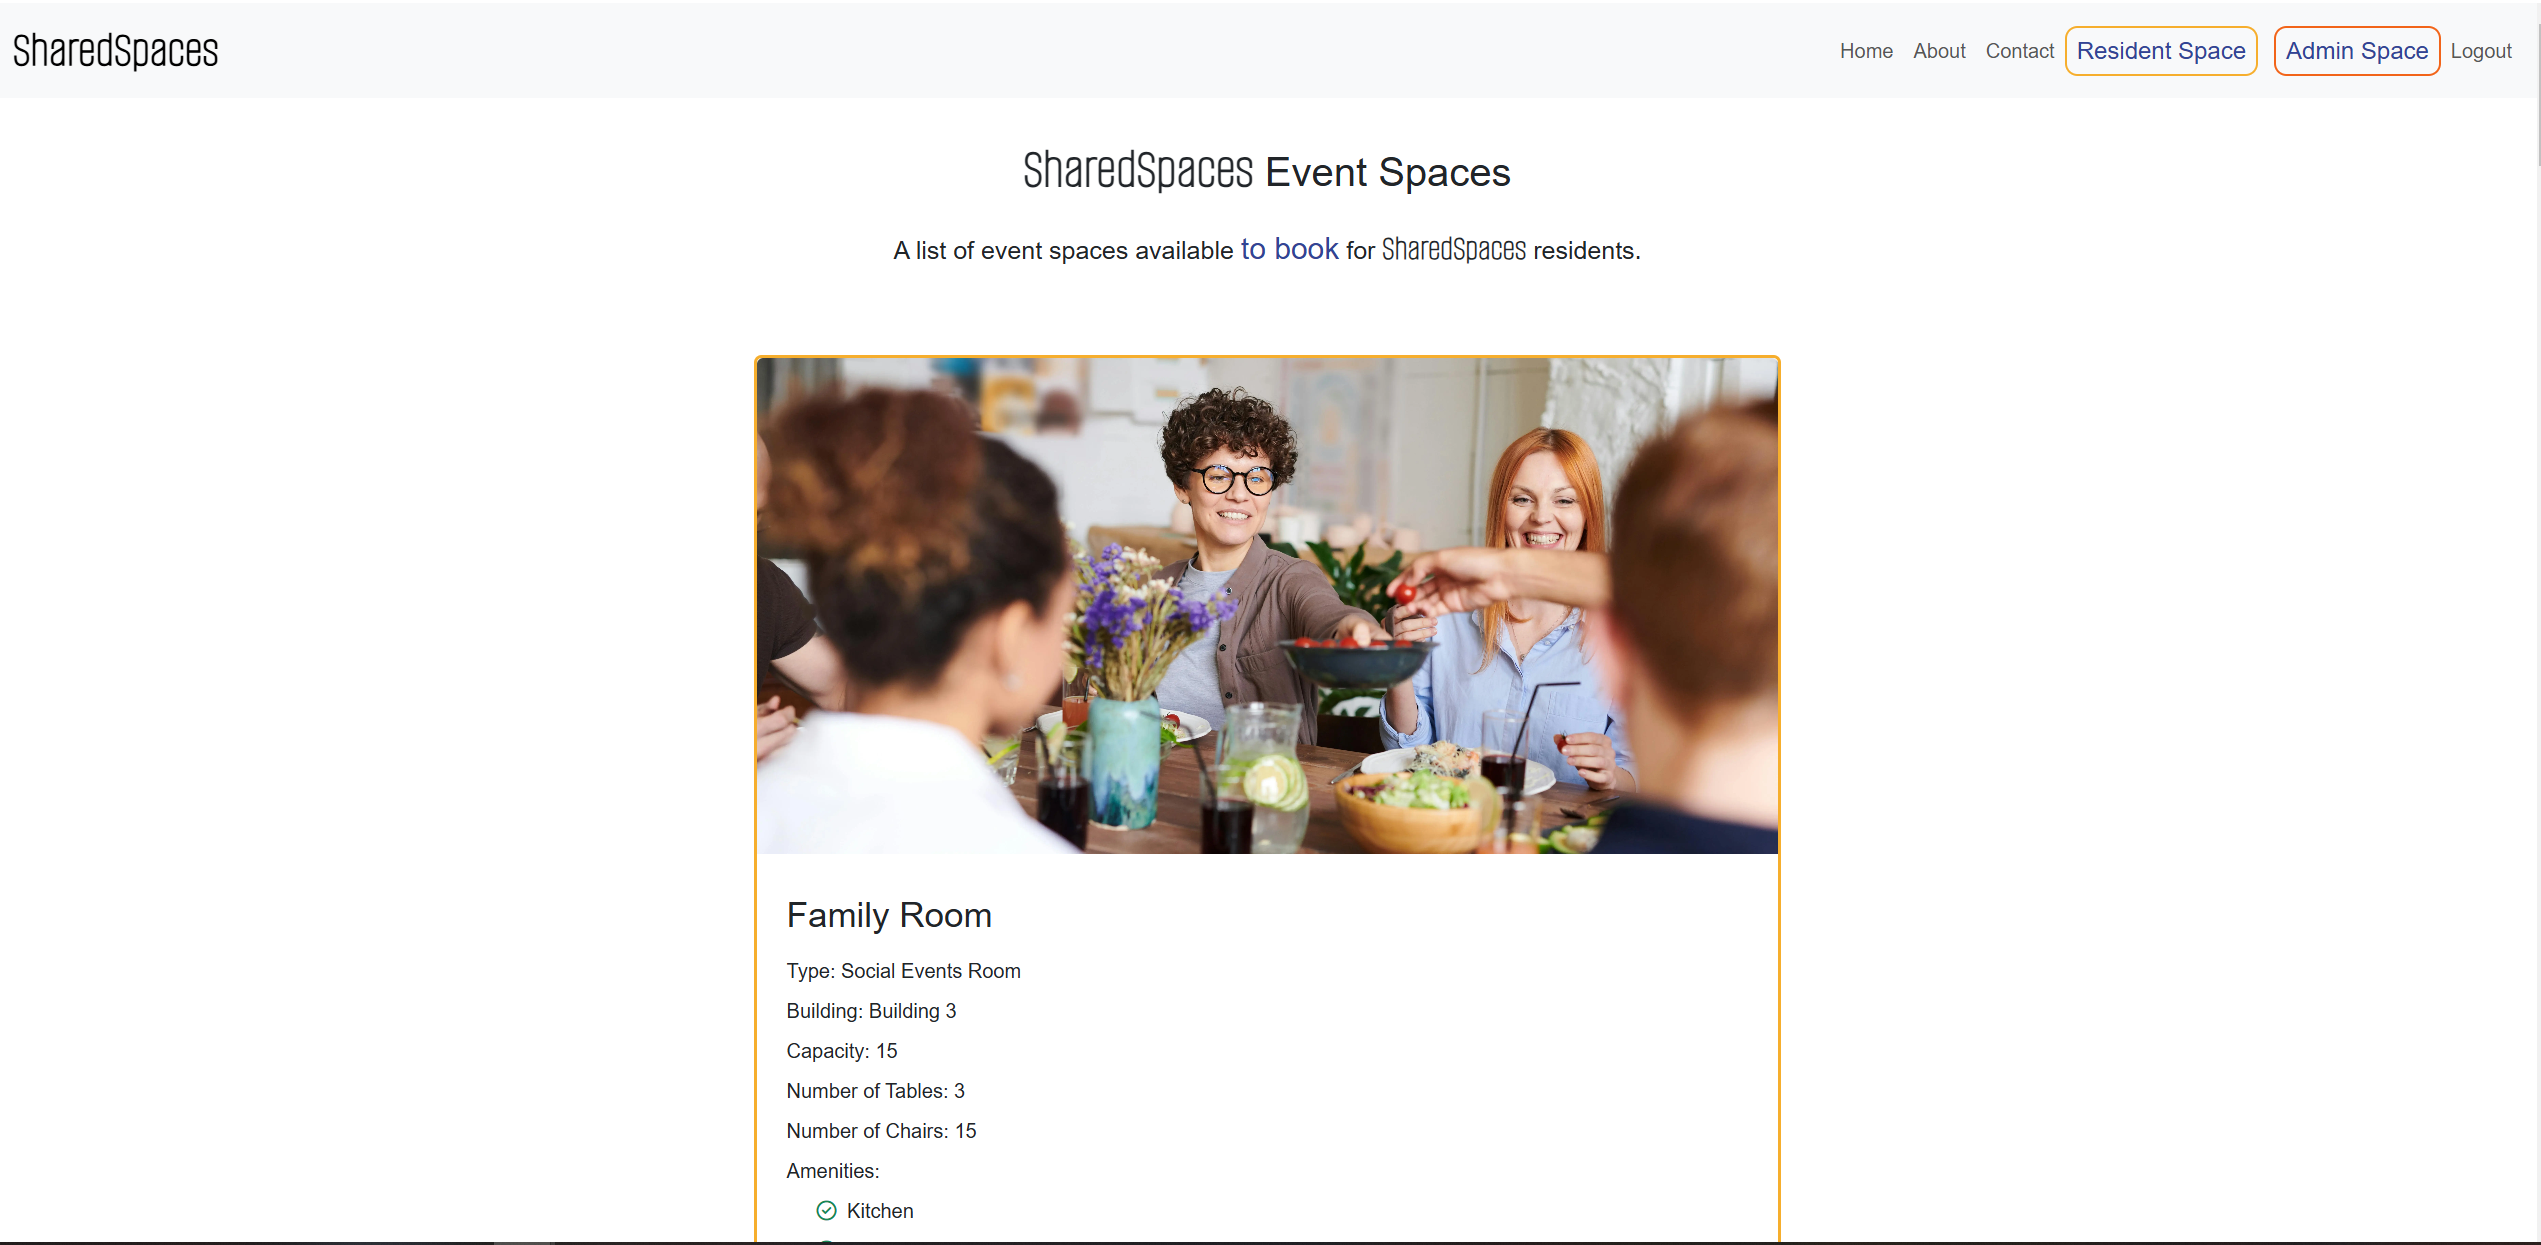 SharedSpaces Home About Contact Resident Space Admin Space Logout
SharedSpaces Event Spaces
A list of event spaces available to book for SharedSpaces residents.
Family Room
Type: Social Events Room
Building: Building 3
Capacity: 15
Number of Tables: 3
Number of Chairs: 15
Amenities:
Kitchen